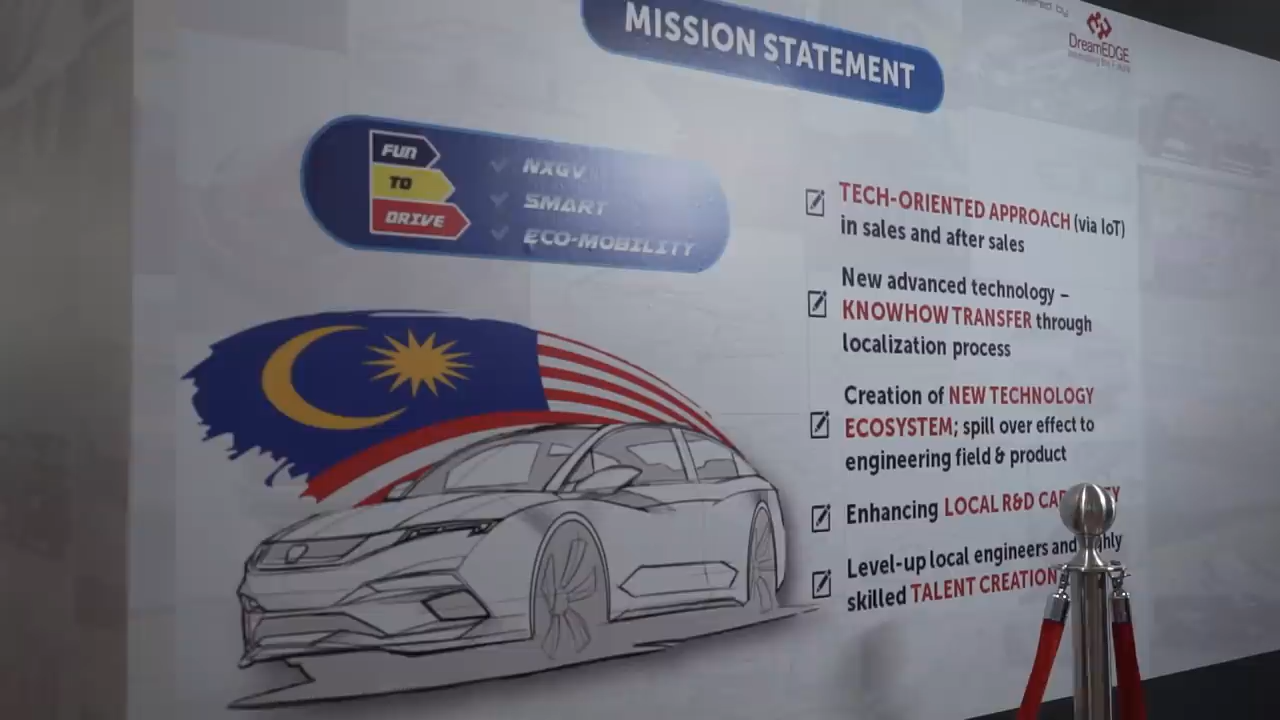 MISSION STATEMENT
DreamEDGE
FUN
TO
DRIVE
NXGV
SMART
ECO-MOBILITY
TECH-ORIENTED APPROACH (via IoT)
in sales and after sales
New advanced technology –
KNOWHOW TRANSFER through
localization process
Creation of NEW TECHNOLOGY
ECOSYSTEM; spill over effect to
engineering field & product
Enhancing LOCAL R&D
Level-up local engineers and
skilled TALENT CREATION